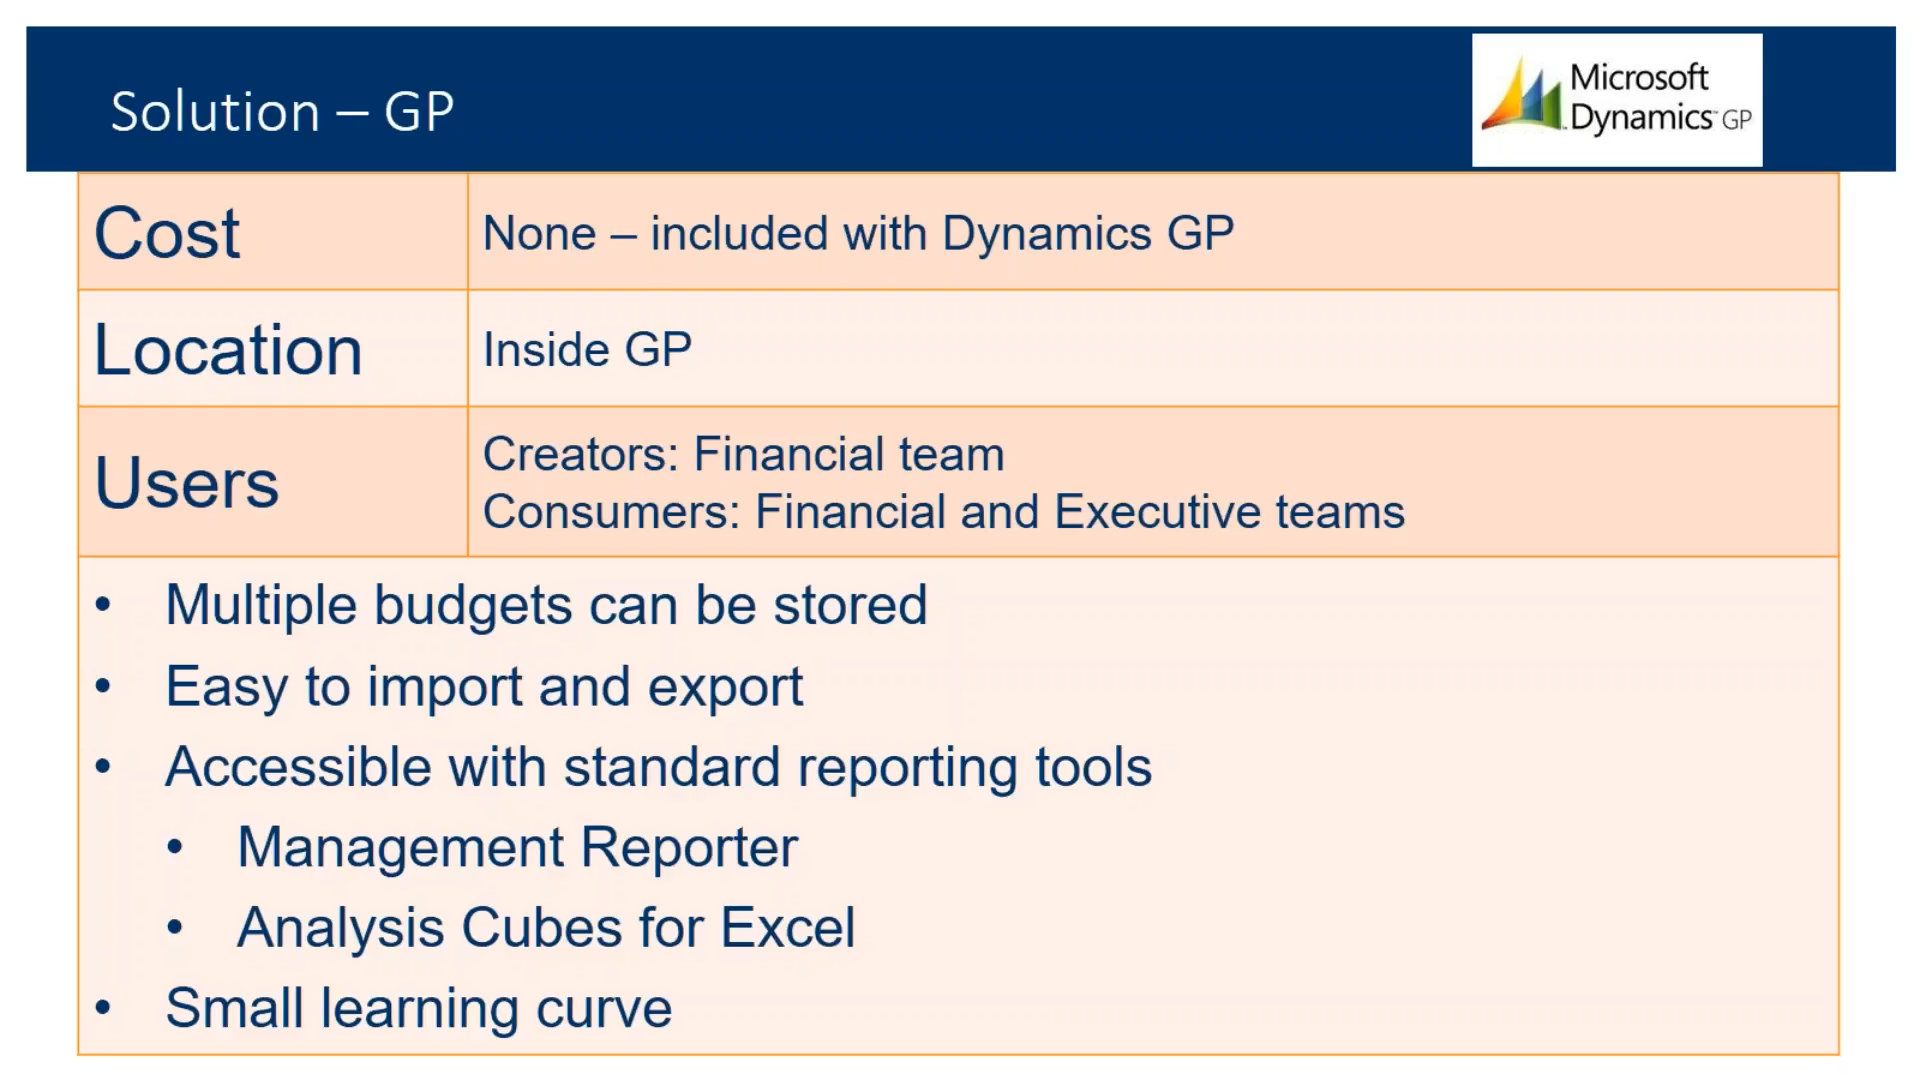 Solution – GP
Microsoft
Dynamics™ GP
Cost
None – included with Dynamics GP
Location
Inside GP
Users
Creators: Financial team
Consumers: Financial and Executive teams
• Multiple budgets can be stored
• Easy to import and export
• Accessible with standard reporting tools
• Management Reporter
• Analysis Cubes for Excel
• Small learning curve